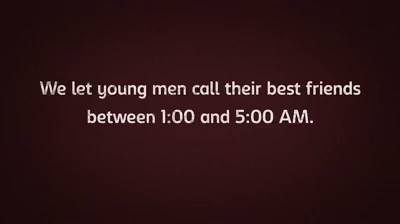 We let young men call their best friends
between 1:00 and 5:00 AM.